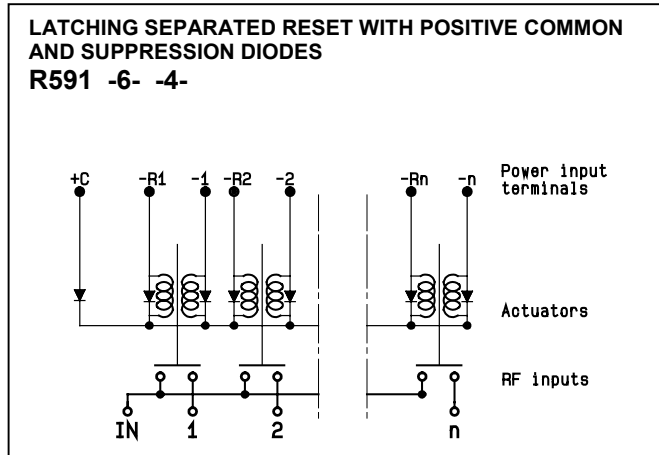 LATCHING SEPARATED RESET WITH POSITIVE COMMON
AND SUPPRESSION DIODES
R591 -6- -4-
+C -R1 -1 -R2 -2 -Rn -n Power input
terminals
Actuators
RF inputs
IN 1 2 n